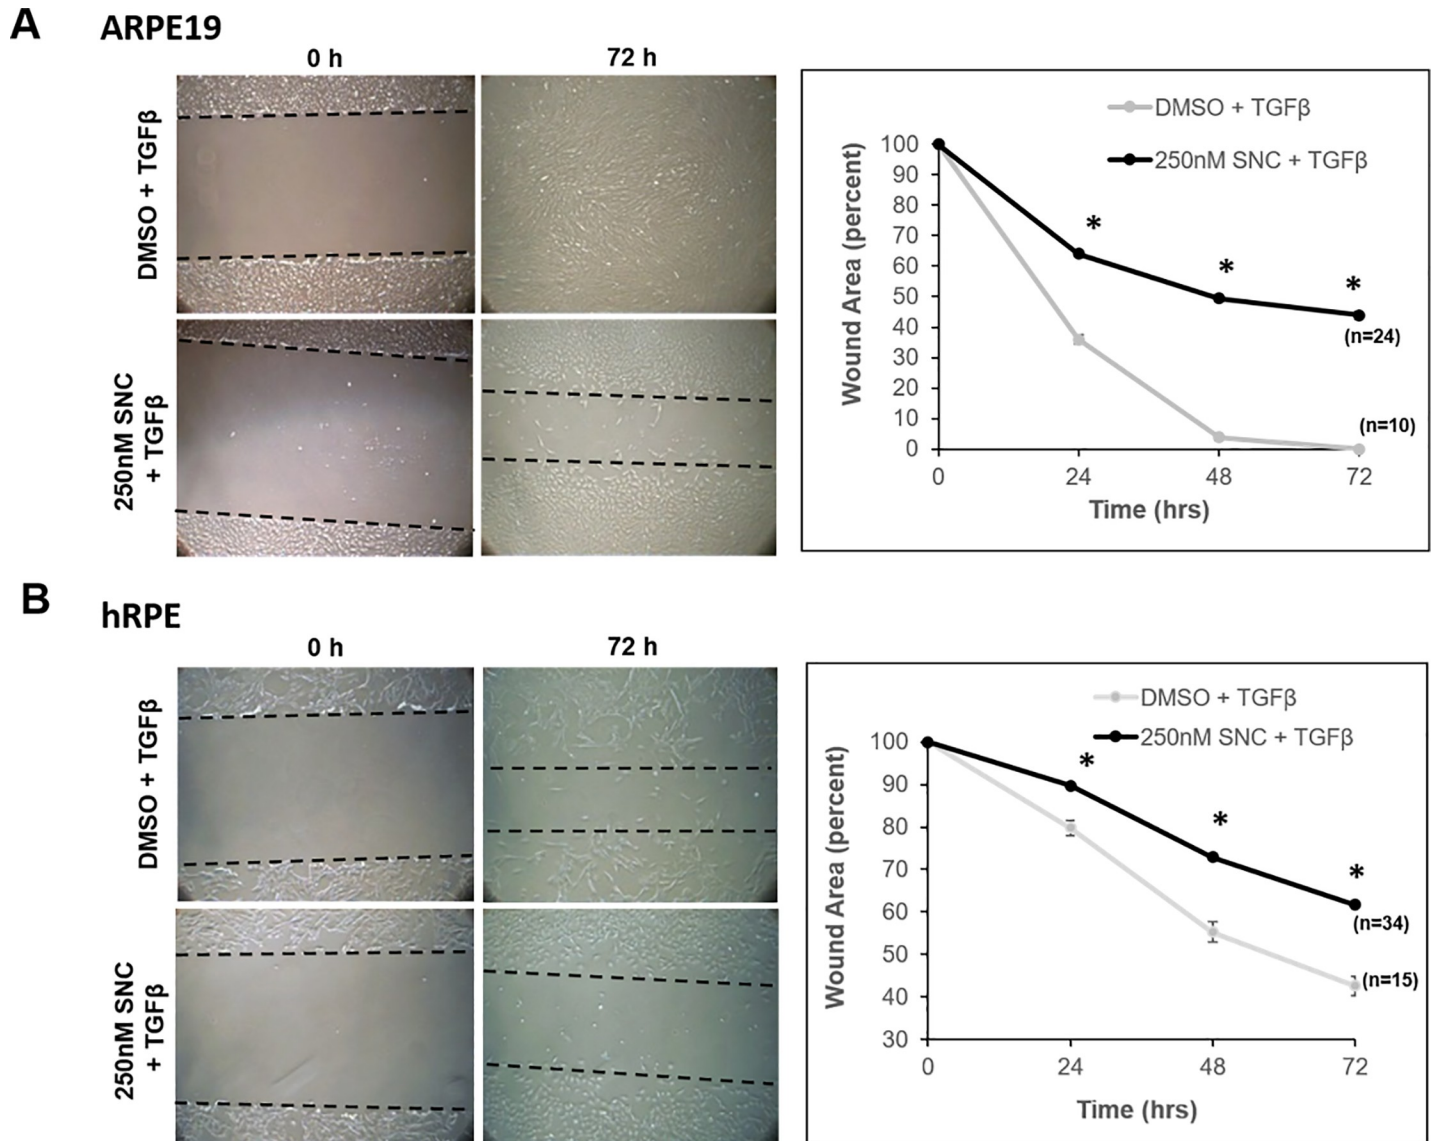 A
ARPE19
0 h
72 h
DMSO + TGFβ
250nM SNC
+ TGFβ
DMSO + TGFβ
250nM SNC + TGFβ
Wound Area (percent)
100
90
80
70
60
50
40
30
20
10
0
*
*
*
(n=24)
(n=10)
0
24
48
72
Time (hrs)
B
hRPE
0 h
72 h
DMSO + TGFβ
250nM SNC
+ TGFβ
DMSO + TGFβ
250nM SNC + TGFβ
Wound Area (percent)
100
90
80
70
60
50
40
30
*
*
*
(n=34)
(n=15)
0
24
48
72
Time (hrs)